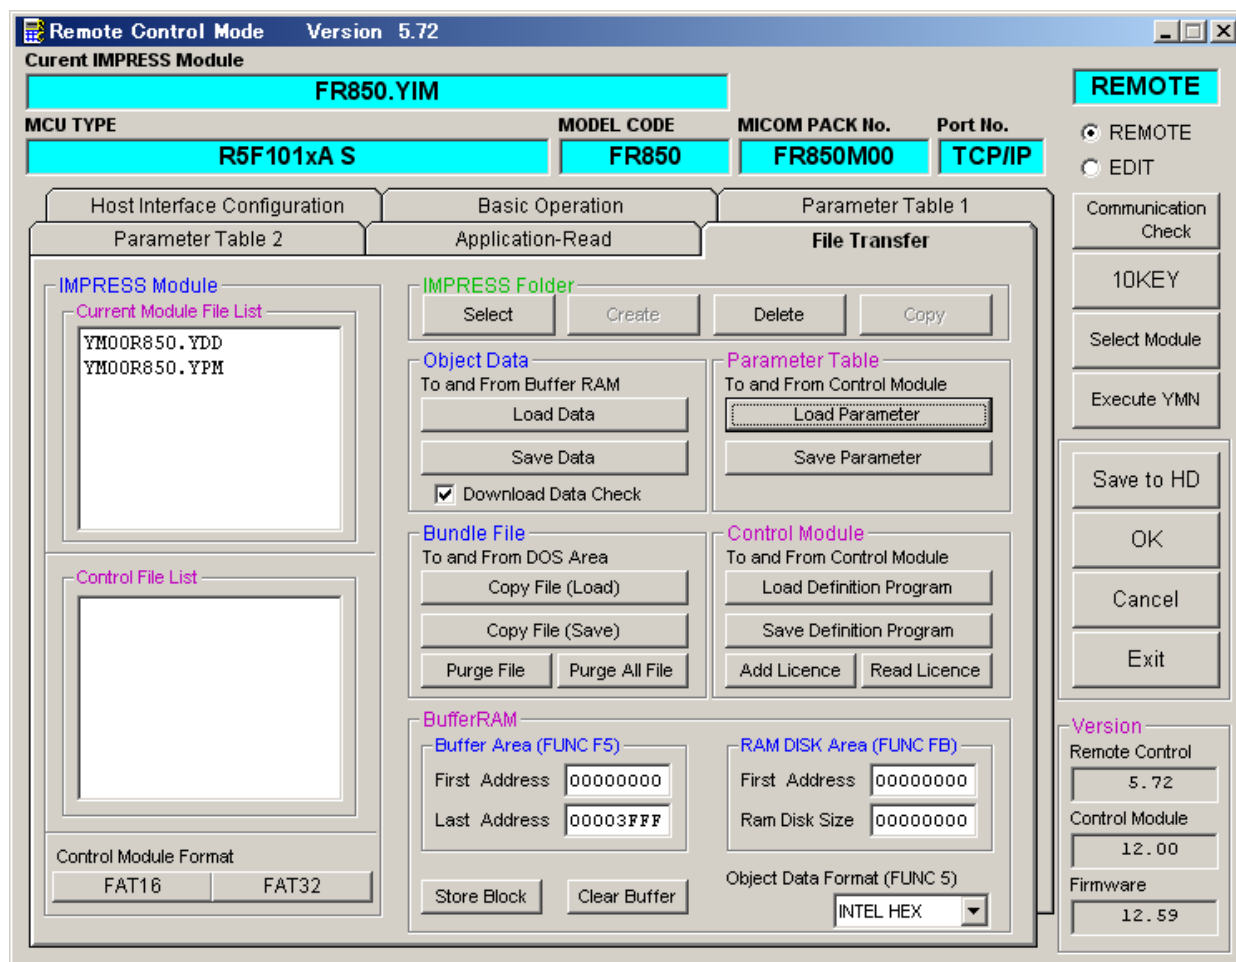 Remote Control Mode Version 5.72
Curent IMPRESS Module
FR850.YIM
MCU TYPE
R5F101xA S
MODEL CODE
FR850
MICOM PACK No.
FR850M00
Port No.
TCP/IP
REMOTE
REMOTE
EDIT
Host Interface Configuration
Basic Operation
Parameter Table 1
Parameter Table 2
Application-Read
File Transfer
IMPRESS Module
Current Module File List
YM00R850.YDD
YM00R850.YPM
Control File List
Control Module Format
FAT16
FAT32
IMPRESS Folder
Select
Create
Delete
Copy
Object Data
To and From Buffer RAM
Load Data
Save Data
Download Data Check
Parameter Table
To and From Control Module
Load Parameter
Save Parameter
Bundle File
To and From DOS Area
Copy File (Load)
Copy File (Save)
Purge File
Purge All File
Control Module
To and From Control Module
Load Definition Program
Save Definition Program
Add Licence
Read Licence
BufferRAM
Buffer Area (FUNC F5)
First Address 00000000
Last Address 00003FFF
RAM DISK Area (FUNC FB)
First Address 00000000
Ram Disk Size 00000000
Store Block
Clear Buffer
Object Data Format (FUNC 5)
INTEL HEX
Communication
Check
10KEY
Select Module
Execute YMN
Save to HD
OK
Cancel
Exit
Version
Remote Control
5.72
Control Module
12.00
Firmware
12.59